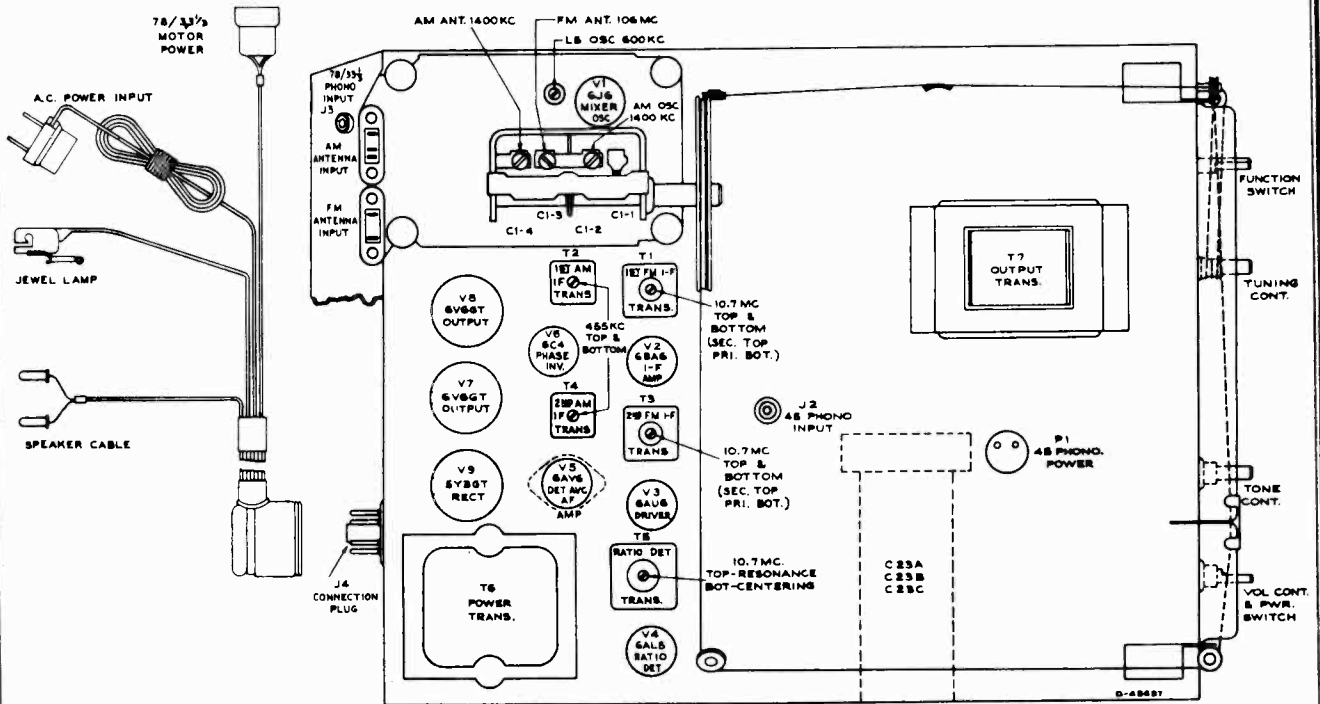 78/33⅓
MOTOR
POWER
A.C. POWER INPUT
JEWEL LAMP
SPEAKER CABLE
AM ANT. 1400KC
FM ANT. 106MC
LS OSC 600KC
78/33⅓
PHONO
INPUT
J3
AM
ANTENNA
INPUT
FM
ANTENNA
INPUT
V1
6J6
MIXER
OSC
AM OSC
1400 KC
C1-3
C1-1
C1-4
C1-2
T2
1ST AM
IF
TRANS
T1
1ST FM I-F
TRANS.
10.7 MC
TOP &
BOTTOM
(SEC. TOP
PRI. BOT.)
V8
6V6GT
OUTPUT
V6
6C4
PHASE
INV.
455KC
TOP &
BOTTOM
V2
6BA6
I-F
AMP
V7
6V6GT
OUTPUT
T4
2ND AM
IF
TRANS
T3
2ND FM I-F
TRANS.
10.7 MC
TOP &
BOTTOM
(SEC. TOP
PRI. BOT.)
V9
5Y3GT
RECT
V5
6AV6
DET AVC
AF
AMP
V3
6AU6
DRIVER
T5
RATIO DET
TRANS.
10.7 MC.
TOP-RESONANCE
BOT-CENTERING
V4
6AL5
RATIO
DET
T6
POWER
TRANS.
J4
CONNECTION
PLUG
T7
OUTPUT
TRANS.
J2
45 PHONO
INPUT
P1
45 PHONO.
POWER
C23A
C23B
C23C
FUNCTION
SWITCH
TUNING
CONT.
TONE
CONT.
VOL CONT.
& PWR.
SWITCH